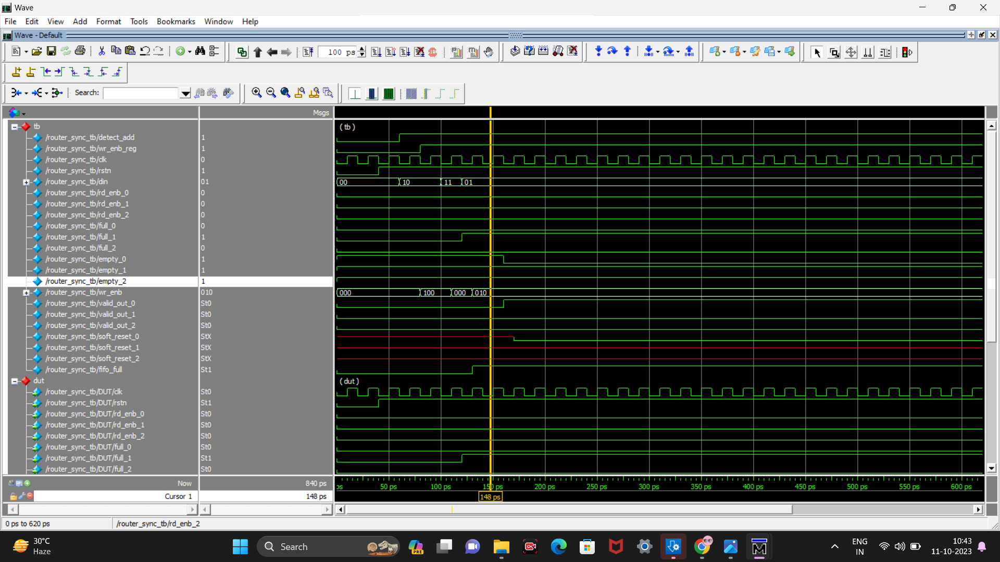 Wave
File Edit View Add Format Tools Bookmarks Window Help
Wave - Default
100 ps
Search:
Msgs
tb
(tb)
/router_sync_tb/detect_add 1
/router_sync_tb/wr_enb_reg 1
/router_sync_tb/clk 0
/router_sync_tb/rstn 1
/router_sync_tb/din 01 00 10 11 01
/router_sync_tb/rd_enb_0 0
/router_sync_tb/rd_enb_1 0
/router_sync_tb/rd_enb_2 0
/router_sync_tb/full_0 0
/router_sync_tb/full_1 1
/router_sync_tb/full_2 0
/router_sync_tb/empty_0 1
/router_sync_tb/empty_1 1
/router_sync_tb/empty_2 1
/router_sync_tb/wr_enb 010 000 100 000 010
/router_sync_tb/valid_out_0 St0
/router_sync_tb/valid_out_1 St0
/router_sync_tb/valid_out_2 St0
/router_sync_tb/soft_reset_0 StX
/router_sync_tb/soft_reset_1 StX
/router_sync_tb/soft_reset_2 StX
/router_sync_tb/fifo_full St1
dut (dut)
/router_sync_tb/DUT/clk St0
/router_sync_tb/DUT/rstn St1
/router_sync_tb/DUT/rd_enb_0 St0
/router_sync_tb/DUT/rd_enb_1 St0
/router_sync_tb/DUT/rd_enb_2 St0
/router_sync_tb/DUT/full_0 St0
/router_sync_tb/DUT/full_1 St1
/router_sync_tb/DUT/full_2 St0
Now 840 ps ps 50 ps 100 ps 150 ps 200 ps 250 ps 300 ps 350 ps 400 ps 450 ps 500 ps 550 ps 600 ps
Cursor 1 148 ps 148 ps
0 ps to 620 ps /router_sync_tb/rd_enb_2
30°C
Haze
Search
PRE
ENG
IN
10:43
11-10-2023